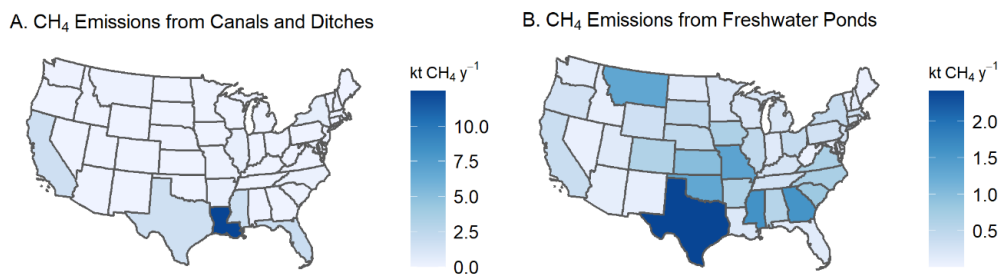 A. CH₄ Emissions from Canals and Ditches
kt CH₄ y⁻¹
10.0
7.5
5.0
2.5
0.0
B. CH₄ Emissions from Freshwater Ponds
kt CH₄ y⁻¹
2.0
1.5
1.0
0.5